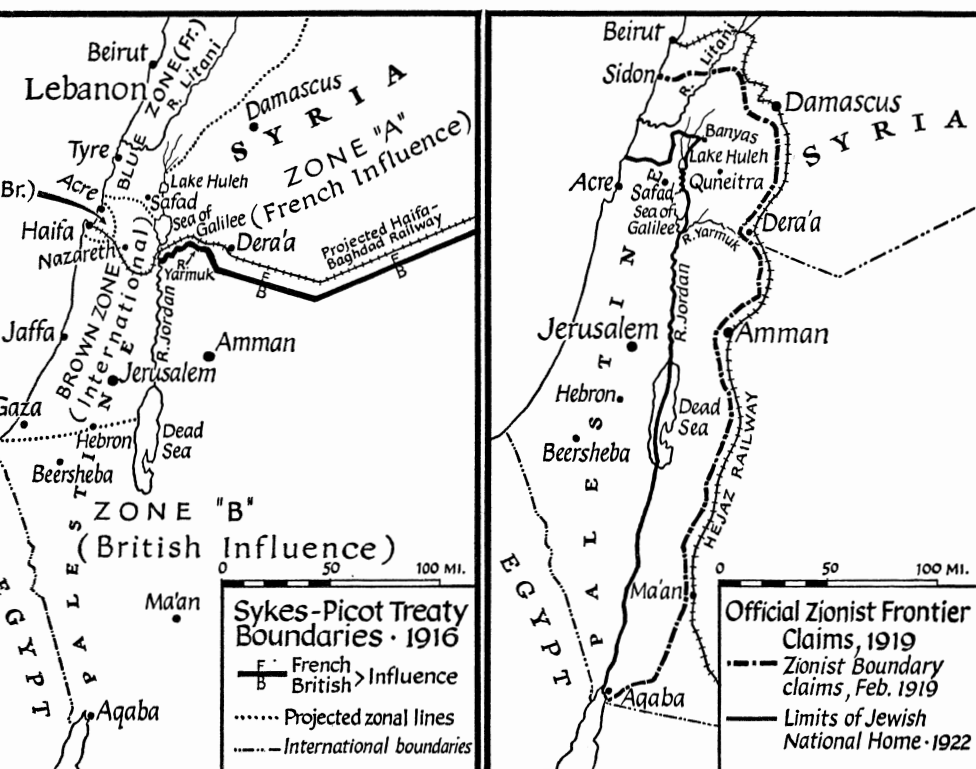 Beirut
Lebanon
BLUE ZONE (Fr.)
R. Litani
Damascus
SYRIA
ZONE "A"
(French Influence)
Tyre
Lake Huleh
Br.)
Acre
Safad
Sea of
Galilee
Haifa
Nazareth
Dera'a
R.
Yarmuk
Projected Haifa-
Baghdad Railway
F
B
F
B
R. Jordan
BROWN ZONE
(International)
Jaffa
Amman
Jerusalem
Gaza
Hebron
Dead
Sea
Beersheba
PALESTINE
ZONE "B"
(British Influence)
EGYPT
Ma'an
Aqaba
0 50 100 MI.
Sykes-Picot Treaty
Boundaries · 1916
F
B
French
British > Influence
Projected zonal lines
International boundaries
Beirut
R. Litani
Sidon
Damascus
SYRIA
Banyas
Lake Huleh
Quneitra
Acre
Safad
Sea of
Galilee
Dera'a
R. Yarmuk
R. Jordan
Jerusalem
Amman
Hebron
Dead
Sea
Beersheba
PALESTINE
HEJAZ RAILWAY
EGYPT
Ma'an
Aqaba
0 50 100 MI.
Official Zionist Frontier
Claims, 1919
Zionist Boundary
claims, Feb. 1919
Limits of Jewish
National Home · 1922